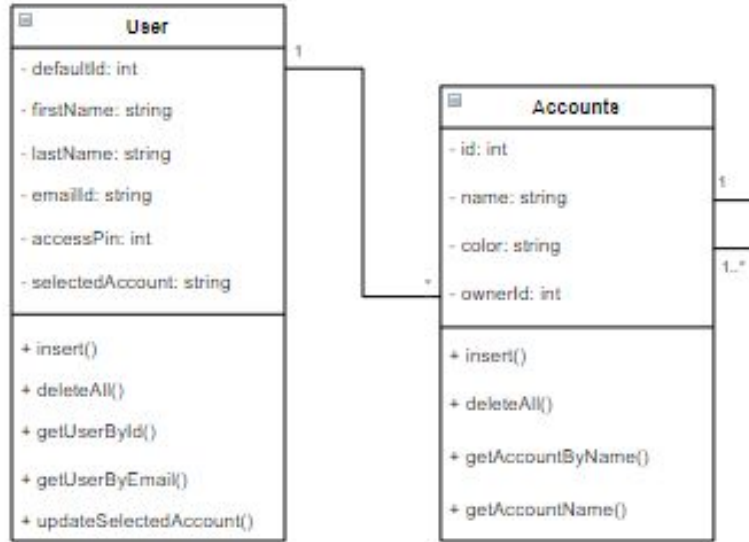 User
- defaultId: int
- firstName: string
- lastName: string
- emailId: string
- accessPin: int
- selectedAccount: string
+ insert()
+ deleteAll()
+ getUserById()
+ getUserByEmail()
+ updateSelectedAccount()
1
*
Accounts
- id: int
- name: string
- color: string
- ownerId: int
+ insert()
+ deleteAll()
+ getAccountByName()
+ getAccountName()
1
1..*